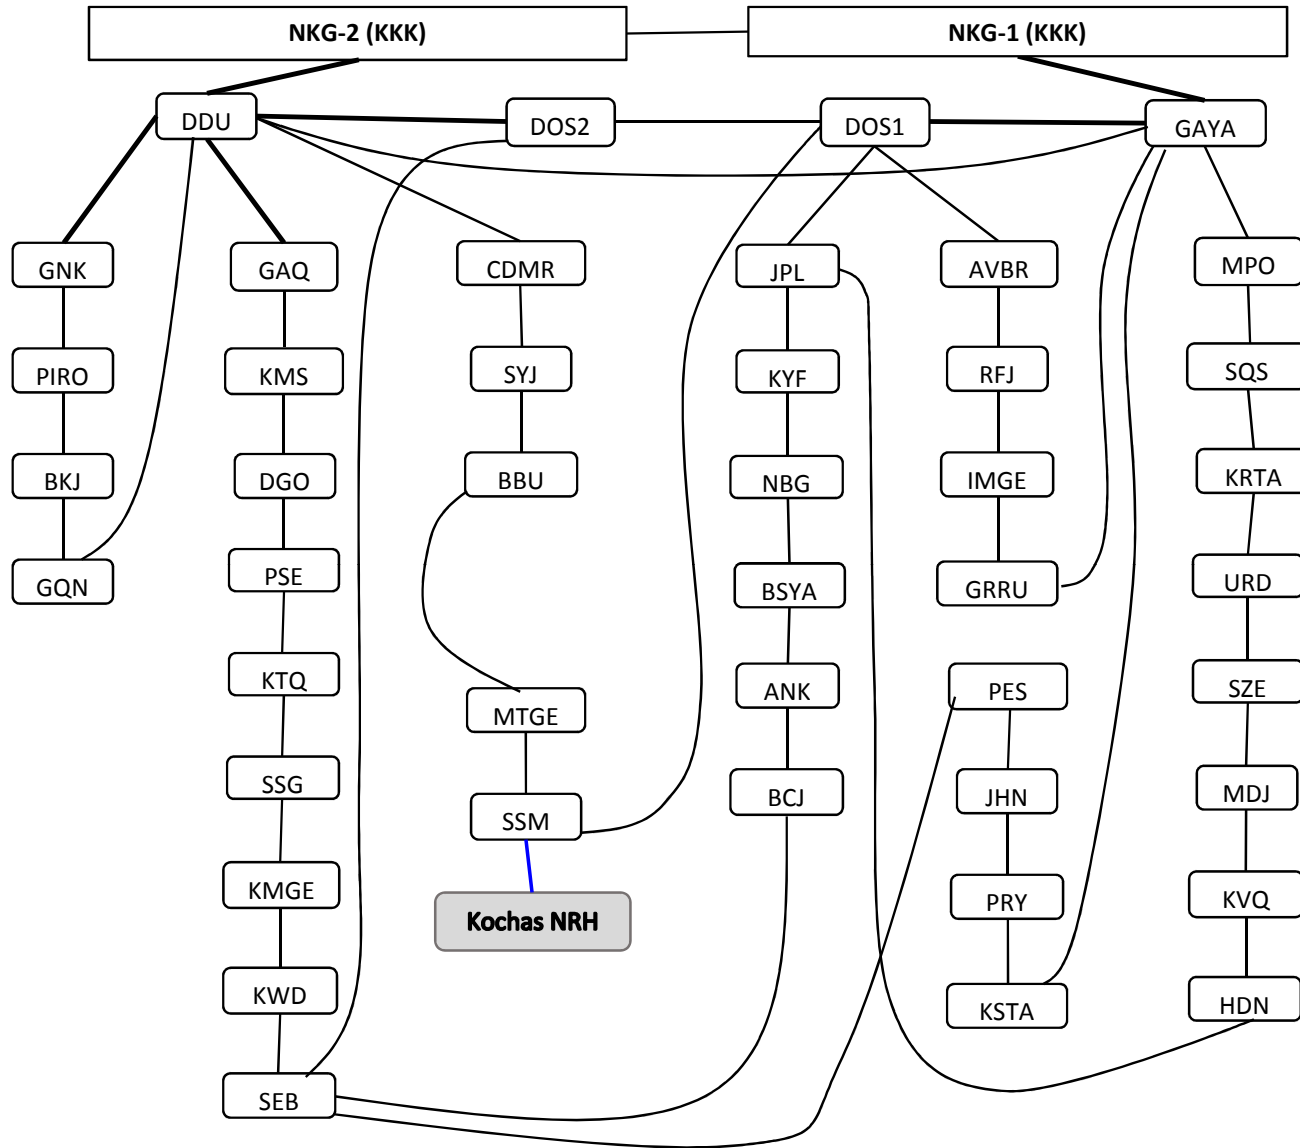 NKG-2 (KKK)
NKG-1 (KKK)
DDU
DOS2
DOS1
GAYA
GNK
GAQ
CDMR
JPL
AVBR
MPO
PIRO
KMS
SYJ
KYF
RFJ
SQS
BKJ
DGO
BBU
NBG
IMGE
KRTA
GQN
PSE
BSYA
GRRU
URD
KTQ
MTGE
ANK
PES
SZE
SSG
SSM
BCJ
JHN
MDJ
KMGE
Kochas NRH
PRY
KVQ
KWD
KSTA
HDN
SEB